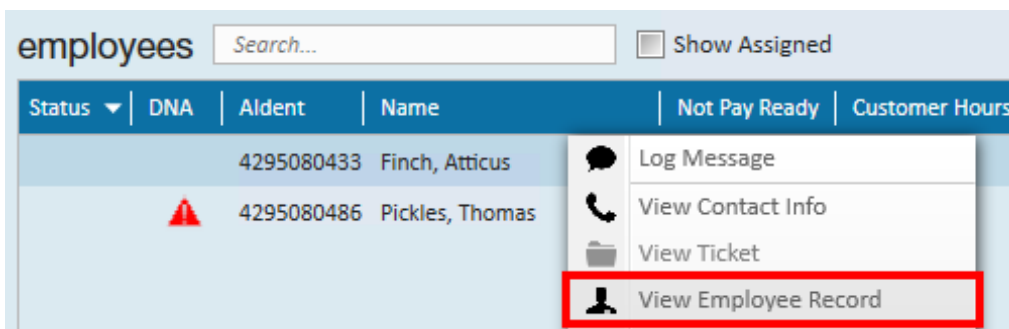 employees Search... Show Assigned
Status DNA AIdent Name Not Pay Ready Customer Hours
4295080433 Finch, Atticus Log Message
4295080486 Pickles, Thomas View Contact Info
View Ticket
View Employee Record